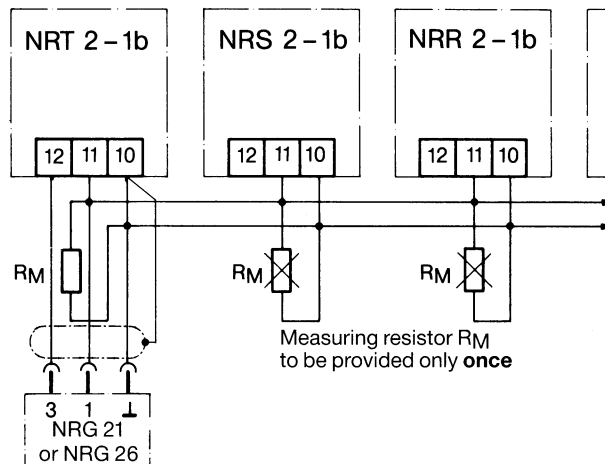 NRT 2-1b NRS 2-1b NRR 2-1b
12 11 10 12 11 10 12 11 10
RM RM RM
Measuring resistor RM
to be provided only once
3 1 ⊥
NRG 21
or NRG 26